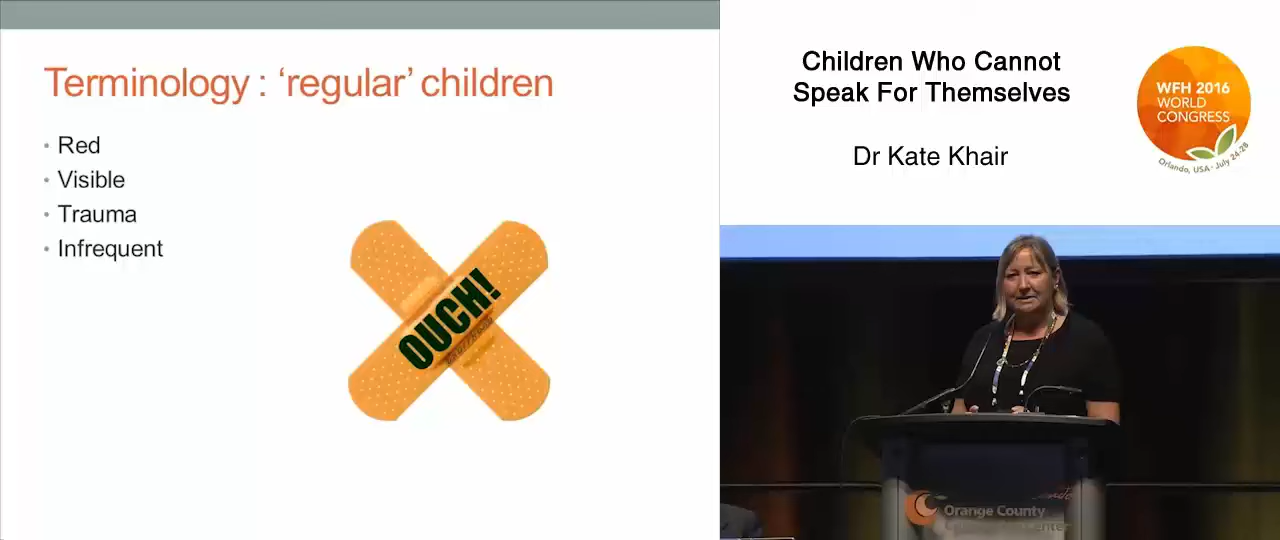 Terminology : ‘regular’ children
• Red
• Visible
• Trauma
• Infrequent
OUCH!
Children Who Cannot
Speak For Themselves
Dr Kate Khair
WFH 2016
WORLD
CONGRESS
Orlando, USA · July 24-28
Orange County
Center